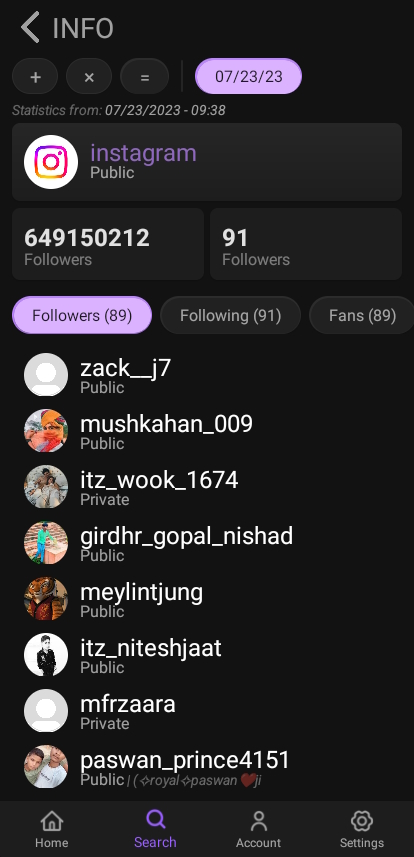 INFO
+ × = 07/23/23
Statistics from: 07/23/2023 - 09:38
instagram
Public
649150212 91
Followers Followers
Followers (89) Following (91) Fans (89)
zack__j7
Public
mushkahan_009
Public
itz_wook_1674
Private
girdhr_gopal_nishad
Public
meylintjung
Public
itz_niteshjaat
Public
mfrzaara
Private
paswan_prince4151
Public | (✧royal✧paswan❤️ji
Home Search Account Settings